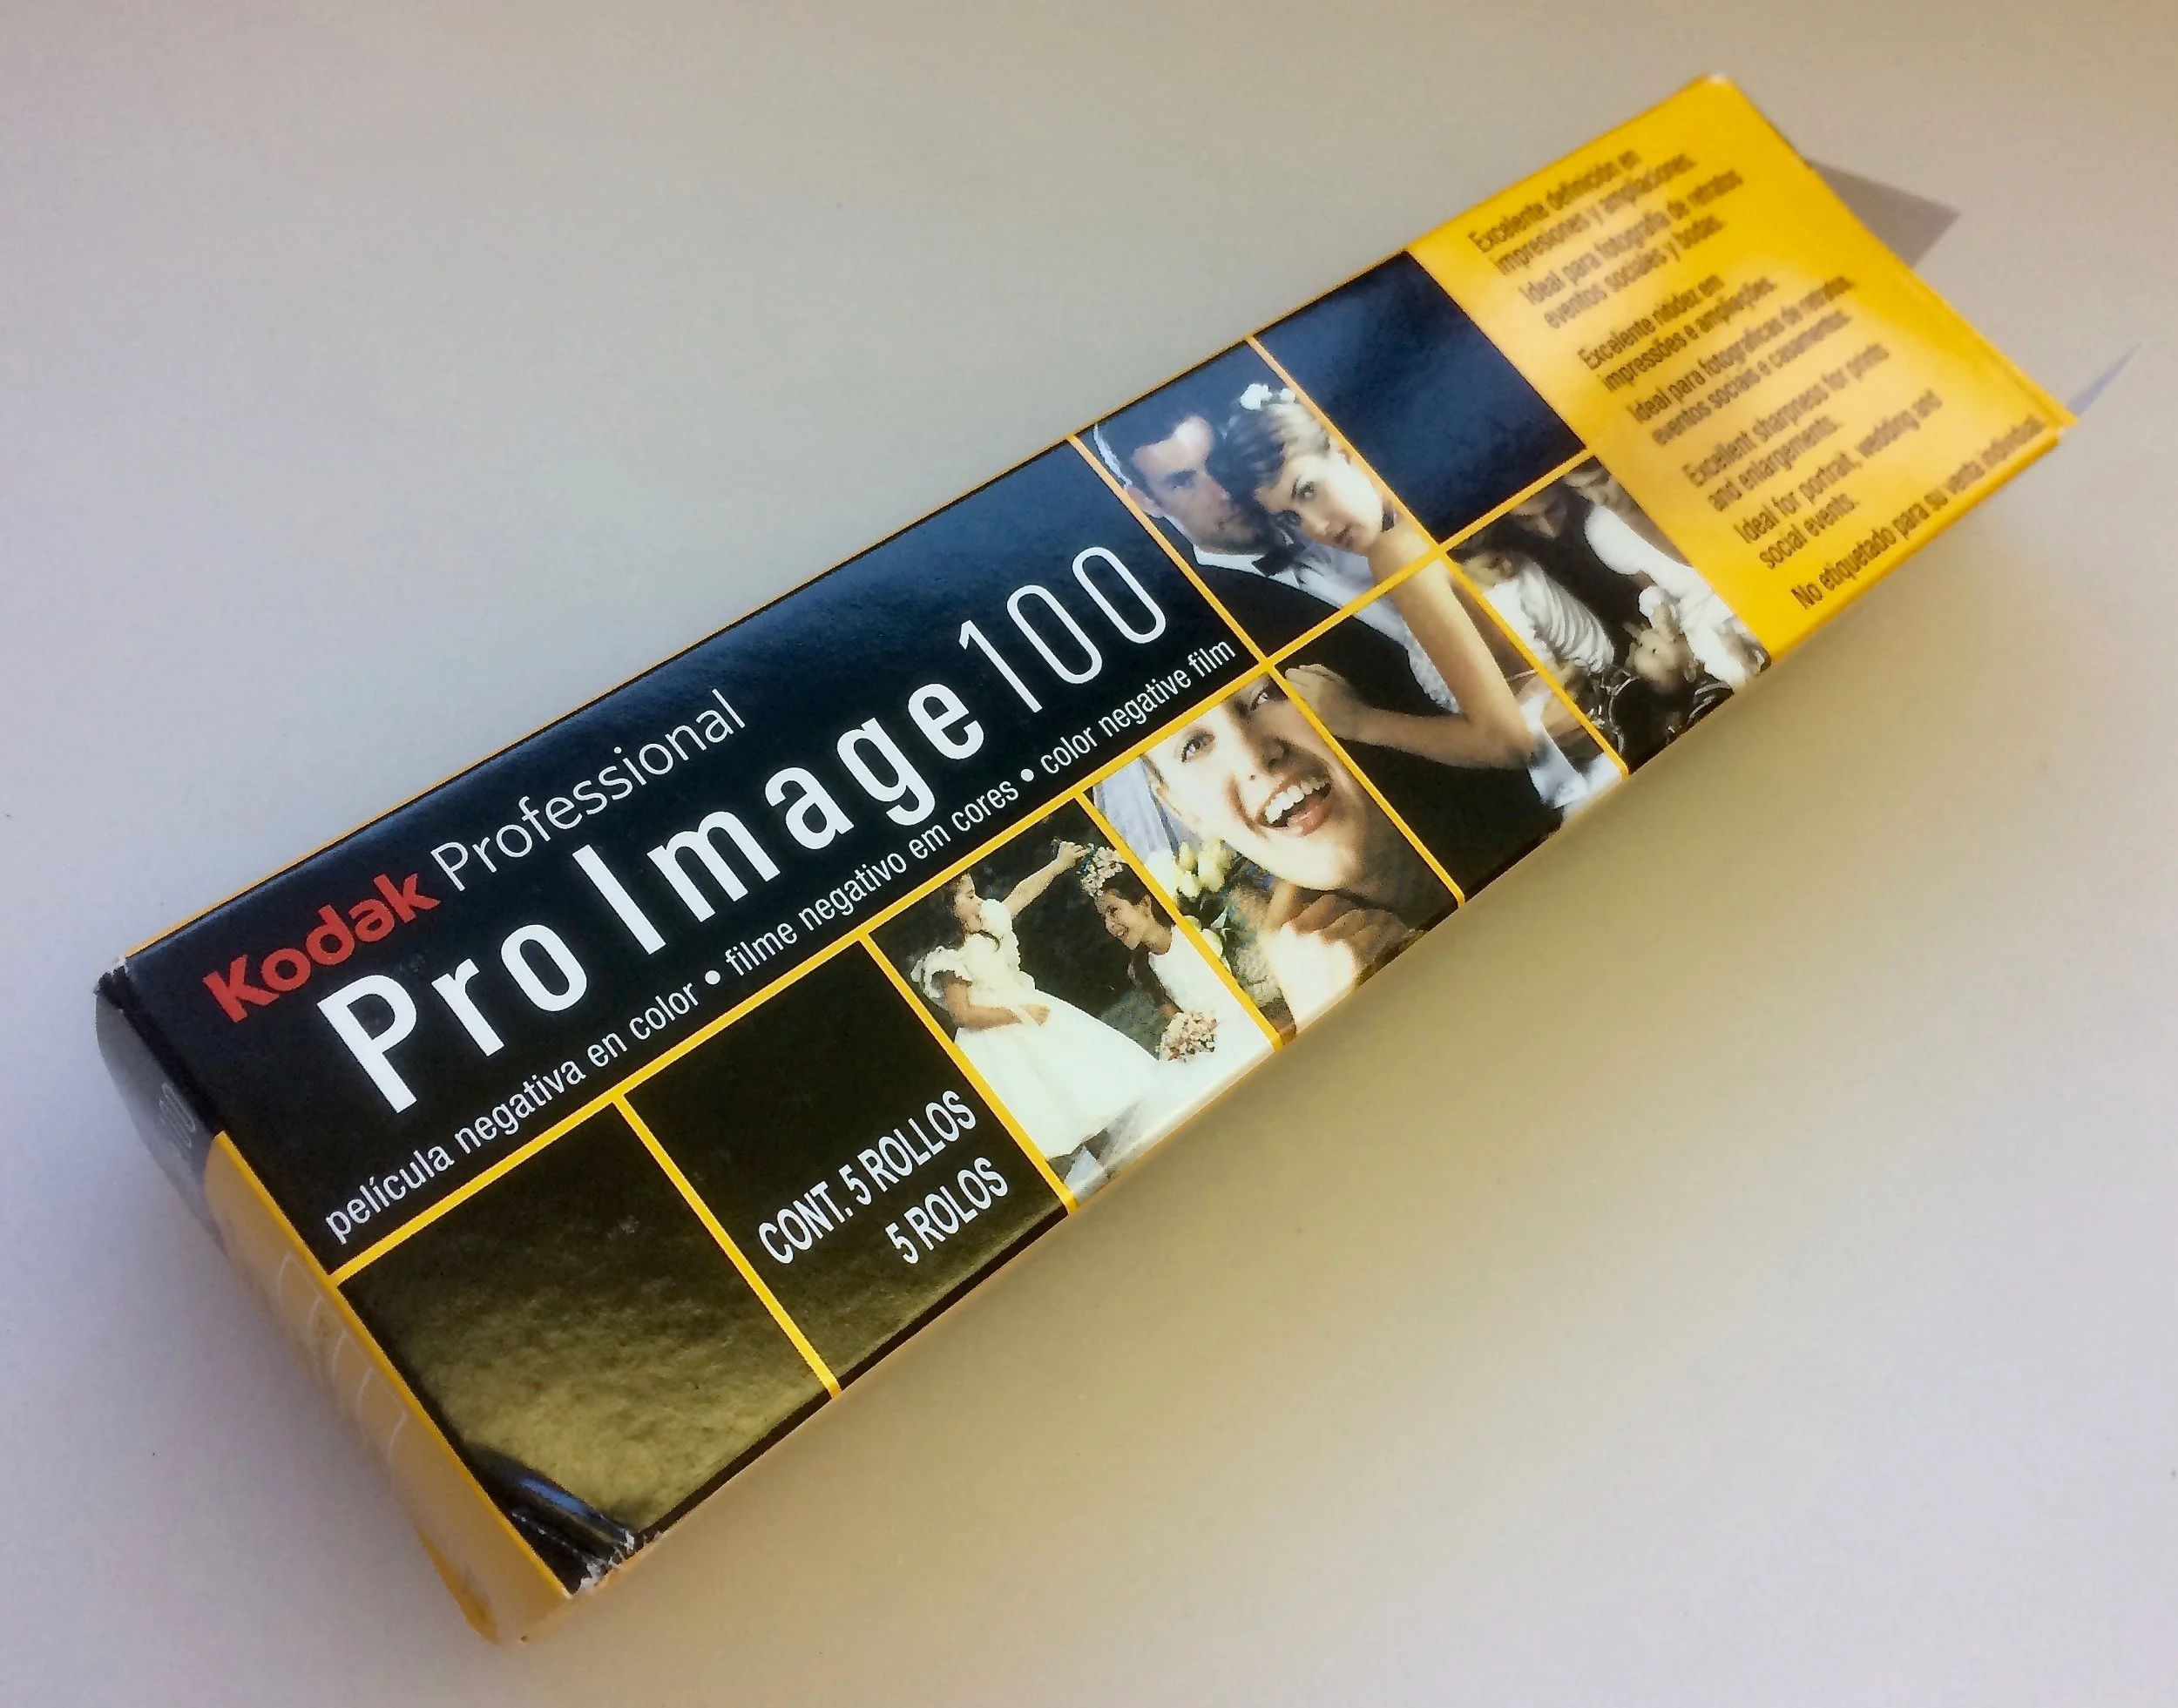 Kodak Professional
Pro Image 100
película negativa en color • filme negativo em cores • color negative film
CONT. 5 ROLLOS
5 ROLOS
Excelente definición en
impresiones y ampliaciones.
Ideal para fotografía de retratos
eventos sociales y bodas.
Excelente nitidez em
impressões e ampliações.
Ideal para fotograficas de retratos,
eventos sociais e casamentos.
Excellent sharpness for prints
and enlargements.
Ideal for portrait, wedding and
social events.
No etiquetado para su venta individual.
100